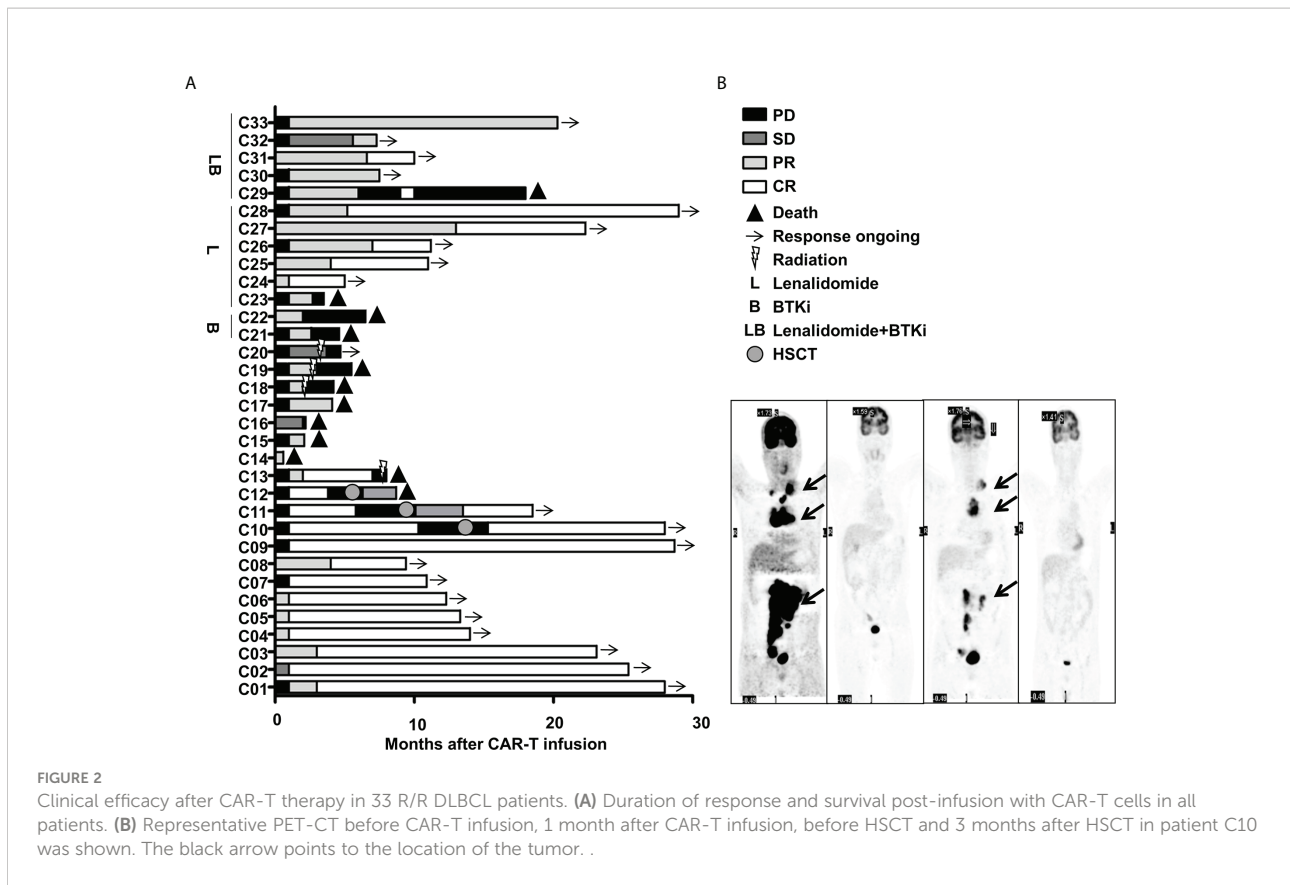 A
B
C33
C32
C31
C30
C29
C28
C27
C26
C25
C24
C23
C22
C21
C20
C19
C18
C17
C16
C15
C14
C13
C12
C11
C10
C09
C08
C07
C06
C05
C04
C03
C02
C01
LB
L
B
0 10 20 30
Months after CAR-T infusion
PD
SD
PR
CR
Death
Response ongoing
Radiation
L Lenalidomide
B BTKi
LB Lenalidomide+BTKi
HSCT
FIGURE 2
Clinical efficacy after CAR-T therapy in 33 R/R DLBCL patients. (A) Duration of response and survival post-infusion with CAR-T cells in all
patients. (B) Representative PET-CT before CAR-T infusion, 1 month after CAR-T infusion, before HSCT and 3 months after HSCT in patient C10
was shown. The black arrow points to the location of the tumor. .